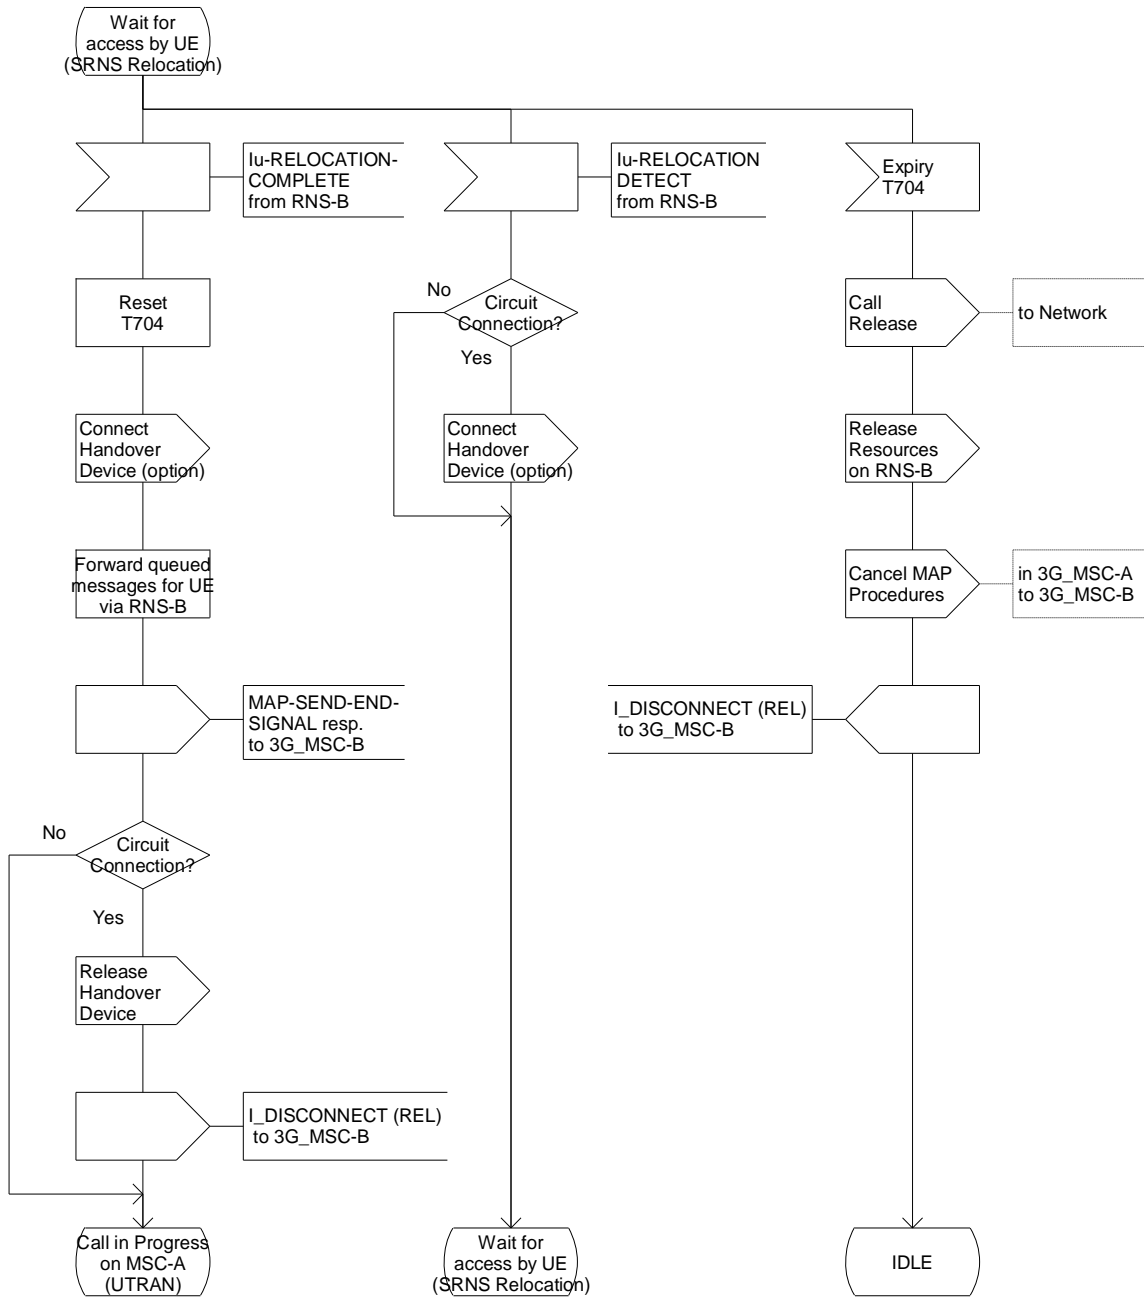 Wait for
access by UE
(SRNS Relocation)
Iu-RELOCATION-
COMPLETE
from RNS-B
Iu-RELOCATION
DETECT
from RNS-B
Expiry
T704
Reset
T704
No
Circuit
Connection?
Yes
Call
Release
to Network
Connect
Handover
Device (option)
Connect
Handover
Device (option)
Release
Resources
on RNS-B
Forward queued
messages for UE
via RNS-B
Cancel MAP
Procedures
in 3G_MSC-A
to 3G_MSC-B
MAP-SEND-END-
SIGNAL resp.
to 3G_MSC-B
I_DISCONNECT (REL)
to 3G_MSC-B
No
Circuit
Connection?
Yes
Release
Handover
Device
I_DISCONNECT (REL)
to 3G_MSC-B
Call in Progress
on MSC-A
(UTRAN)
Wait for
access by UE
(SRNS Relocation)
IDLE